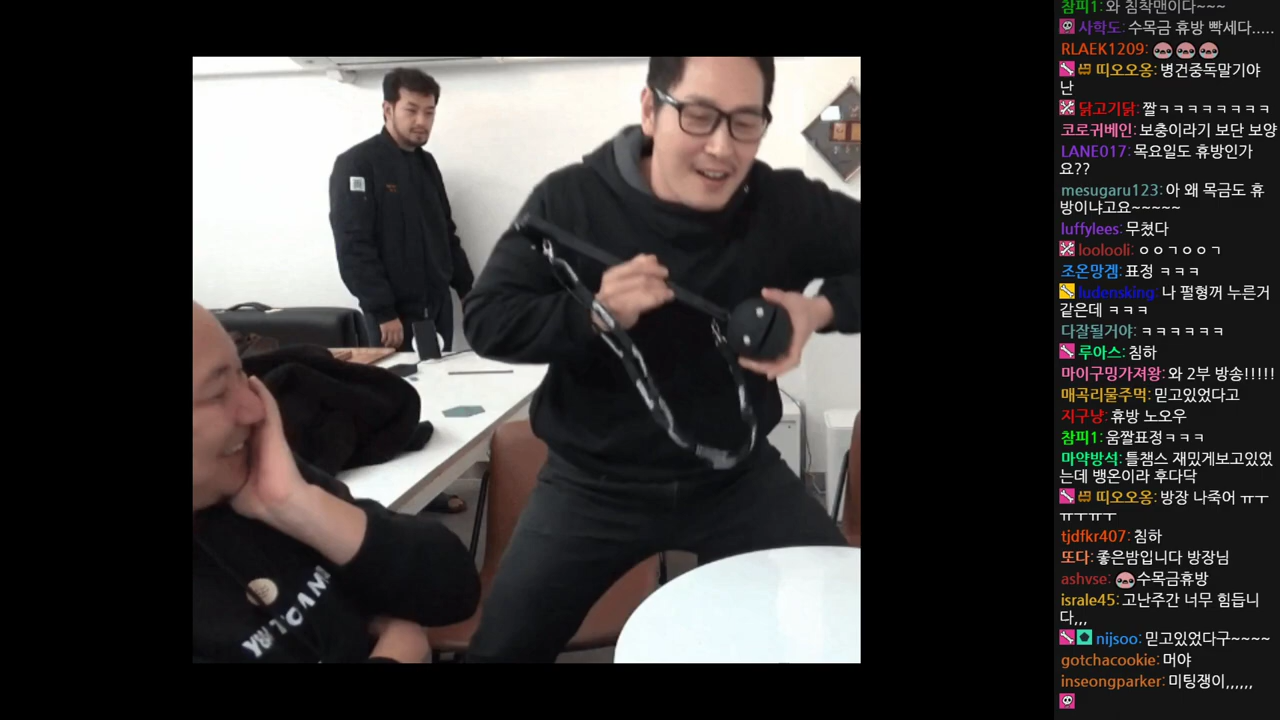 참피1: 와 침착맨이다~~~
사학도: 수목금 휴방 빡세다.....
RLAEK1209:
띠오오옹: 병건중독말기야
난
닭고기닭: 짤ㅋㅋㅋㅋㅋㅋㅋㅋ
코로귀베인: 보충이라기 보단 보양
LANE017: 목요일도 휴방인가
요??
mesugaru123: 아 왜 목금도 휴
방이냐고요~~~~~
luffylees: 무쳤다
loolooli: ㅇㅇㄱㅇㅇㄱ
조온망겜: 표정 ㅋㅋㅋ
ludensking: 나 펄형꺼 누른거
같은데 ㅋㅋㅋ
다잘될거야: ㅋㅋㅋㅋㅋㅋ
루야스: 침하
마이구밍가져왕: 와 2부 방송!!!!!
매곡리물주먹: 믿고있었다고
지구냥: 휴방 노오우
참피1: 움짤표정ㅋㅋㅋ
마약방석: 틀챔스 재밌게보고있었
는데 뱅온이라 후다닥
띠오오옹: 방장 나죽어 ㅠㅜ
ㅠㅜㅠㅜ
tjdfkr407: 침하
또다: 좋은밤입니다 방장님
ashvse: 수목금휴방
israle45: 고난주간 너무 힘듭니
다,,,
nijsoo: 믿고있었다구~~~~
gotchacookie: 머야
inseongparker: 미팅쟁이,,,,,,